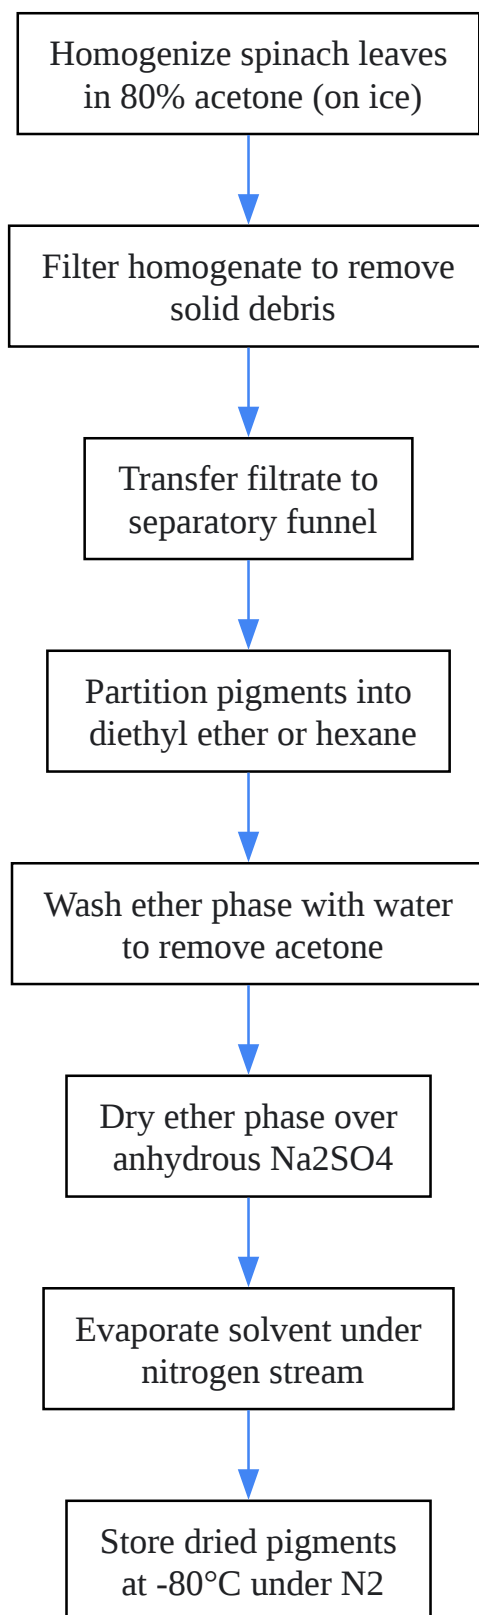 Homogenize spinach leaves
in 80% acetone (on ice)
Filter homogenate to remove
solid debris
Transfer filtrate to
separatory funnel
Partition pigments into
diethyl ether or hexane
Wash ether phase with water
to remove acetone
Dry ether phase over
anhydrous Na2SO4
Evaporate solvent under
nitrogen stream
Store dried pigments
at -80°C under N2